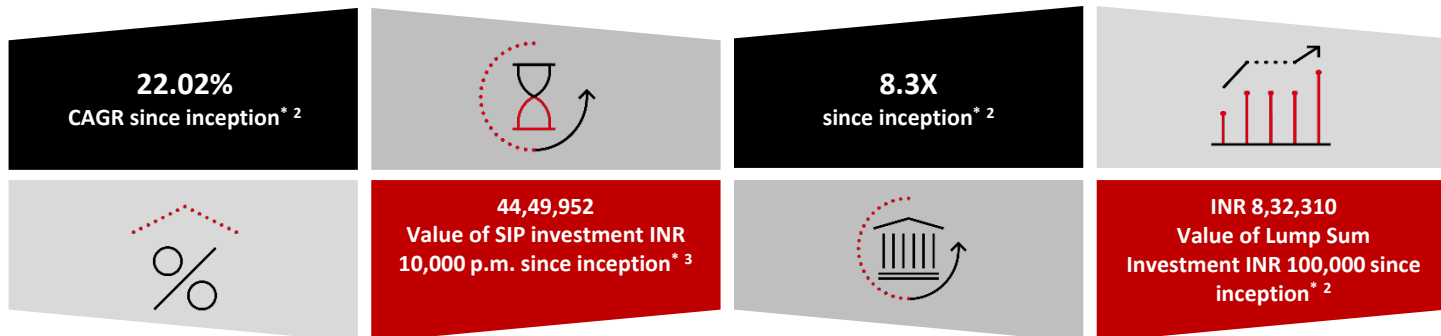 22.02%
CAGR since inception* 2
8.3X
since inception* 2
44,49,952
Value of SIP investment INR
10,000 p.m. since inception* 3
INR 8,32,310
Value of Lump Sum
Investment INR 100,000 since
inception* 2